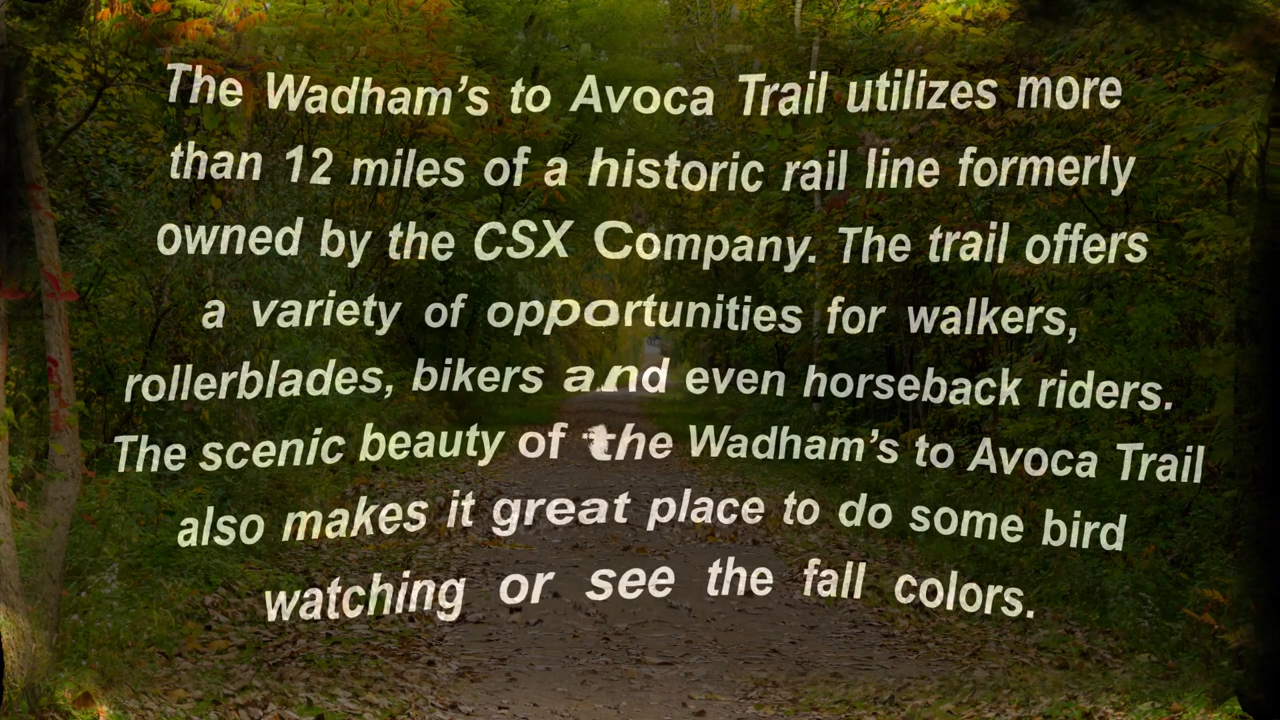 The Wadham's to Avoca Trail utilizes more
than 12 miles of a historic rail line formerly
owned by the CSX Company. The trail offers
a variety of opportunities for walkers,
rollerblades, bikers and even horseback riders.
The scenic beauty of the Wadham's to Avoca Trail
also makes it great place to do some bird
watching or see the fall colors.